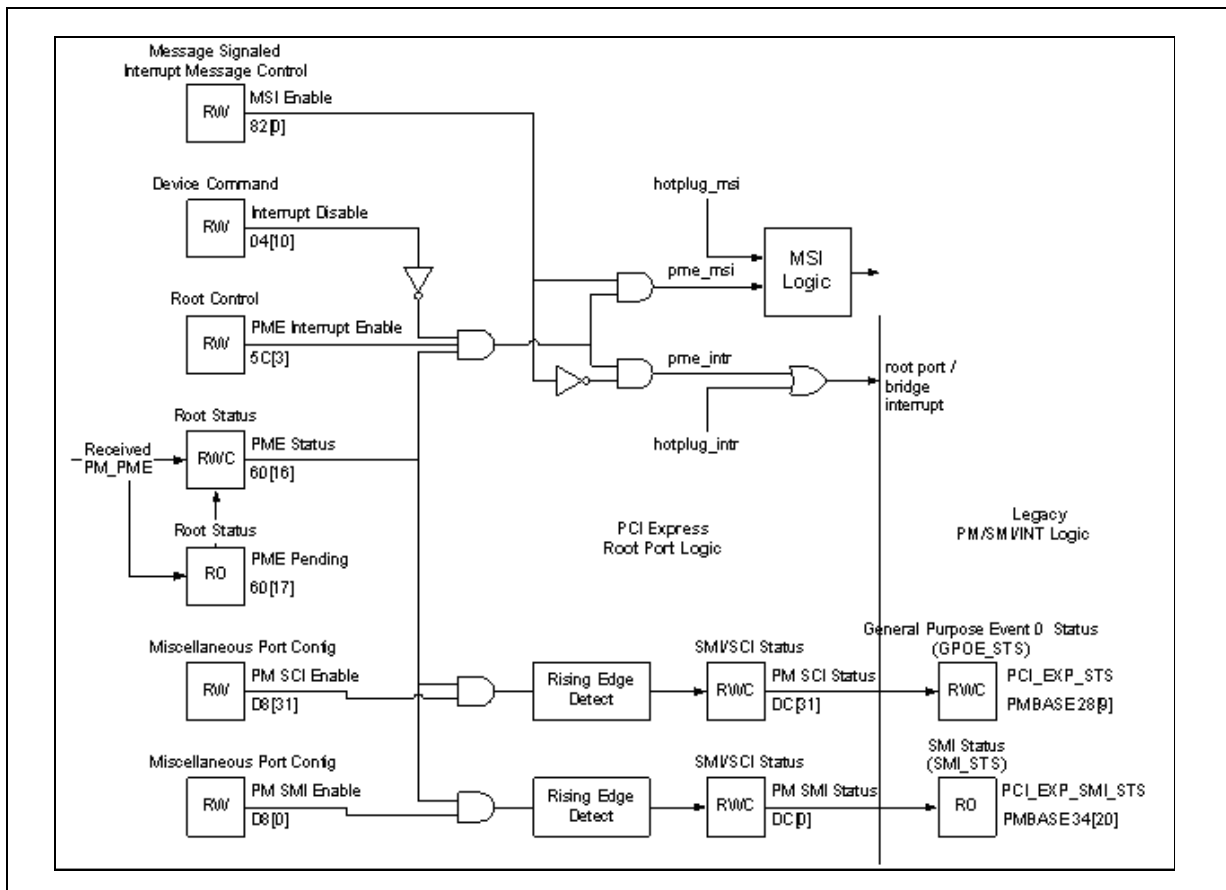 Message Signaled
Interrupt Message Control
RW
MSI Enable
82[0]
Device Command
RW
Interrupt Disable
04[10]
hotplug_msi
MSI
Logic
pme_msi
Root Control
RW
PME Interrupt Enable
5C[3]
pme_intr
root port /
bridge
interrupt
hotplug_intr
Root Status
Received
PM_PME
RWC
PME Status
60[16]
Root Status
RO
PME Pending
60[17]
PCI Express
Root Port Logic
Legacy
PM/SMI/INT Logic
Miscellaneous Port Config
RW
PM SCI Enable
D8[31]
Rising Edge
Detect
SMI/SCI Status
RWC
PM SCI Status
DC[31]
General Purpose Event 0 Status
(GPOE_STS)
RWC
PCI_EXP_STS
PMBASE 28[9]
Miscellaneous Port Config
RW
PM SMI Enable
D8[0]
Rising Edge
Detect
SMI/SCI Status
RWC
PM SMI Status
DC[0]
SMI Status
(SMI_STS)
RO
PCI_EXP_SMI_STS
PMBASE 34[20]